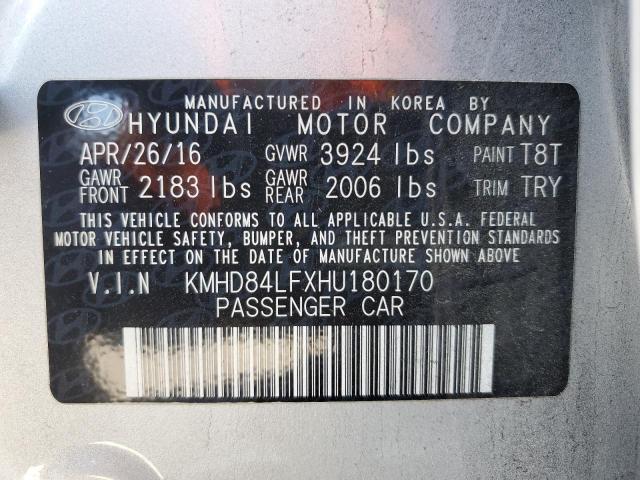 MANUFACTURED IN KOREA BY
HYUNDAI MOTOR COMPANY
APR/26/16 GVWR 3924 lbs PAINT T8T
GAWR FRONT 2183 lbs GAWR REAR 2006 lbs TRIM TRY
THIS VEHICLE CONFORMS TO ALL APPLICABLE U.S.A. FEDERAL
MOTOR VEHICLE SAFETY, BUMPER, AND THEFT PREVENTION STANDARDS
IN EFFECT ON THE DATE OF MANUFACTURE SHOWN ABOVE
V.I.N KMHD84LFXHU180170
PASSENGER CAR